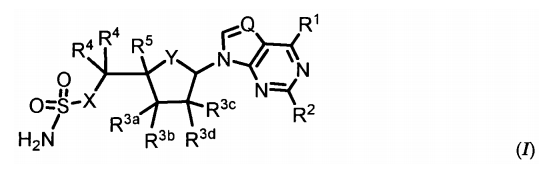 R⁴ R⁴ R⁵ Y Q R¹
N N
O=S X R³ᵃ R³ᵇ R³ᶜ R³ᵈ N R²
O
H₂N
(I)